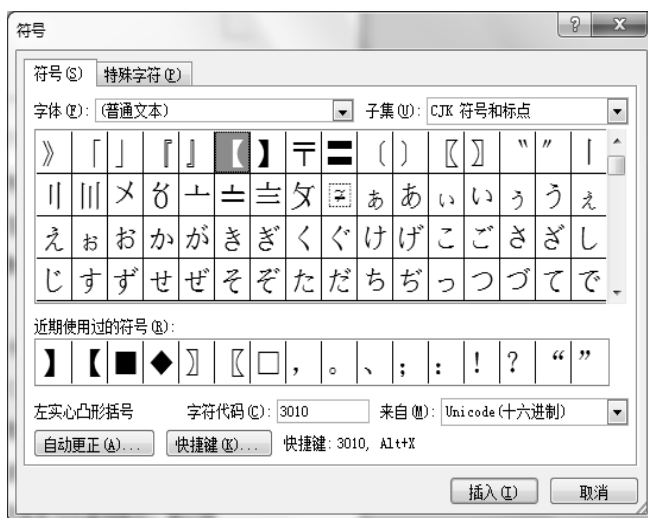 符号
符号(S) 特殊字符(P)
字体(F): (普通文本) 子集(U): CJK 符号和标点
》「」『』【】〒〓〔〕〖〗〝〞〡
〢〣〤〥〦〧〨〩〾ぁあぃいぅうぇ
えぉおかがきぎくぐけげこごさざし
じすずせぜそぞただちぢっつづてで
近期使用过的符号(R):
】【■◆〗〖□,。、;:!?“”
左实心凸形括号 字符代码(C): 3010 来自(M): Unicode(十六进制)
自动更正(A)... 快捷键(K)... 快捷键: 3010, Alt+X
插入(I) 取消